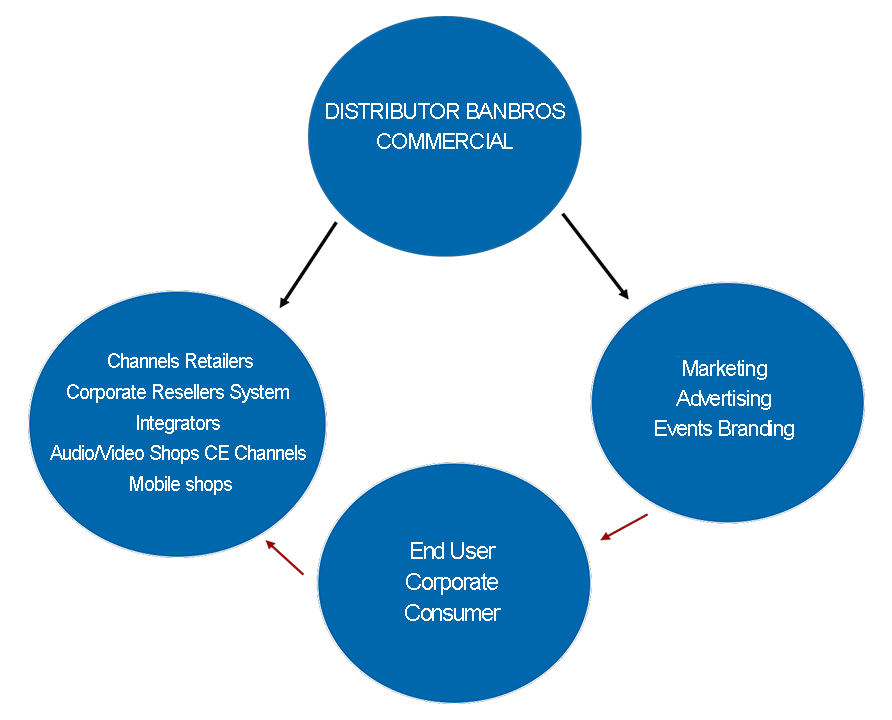 DISTRIBUTOR BANBROS
COMMERCIAL
Channels Retailers
Corporate Resellers System
Integrators
Audio/Video Shops CE Channels
Mobile shops
Marketing
Advertising
Events Branding
End User
Corporate
Consumer